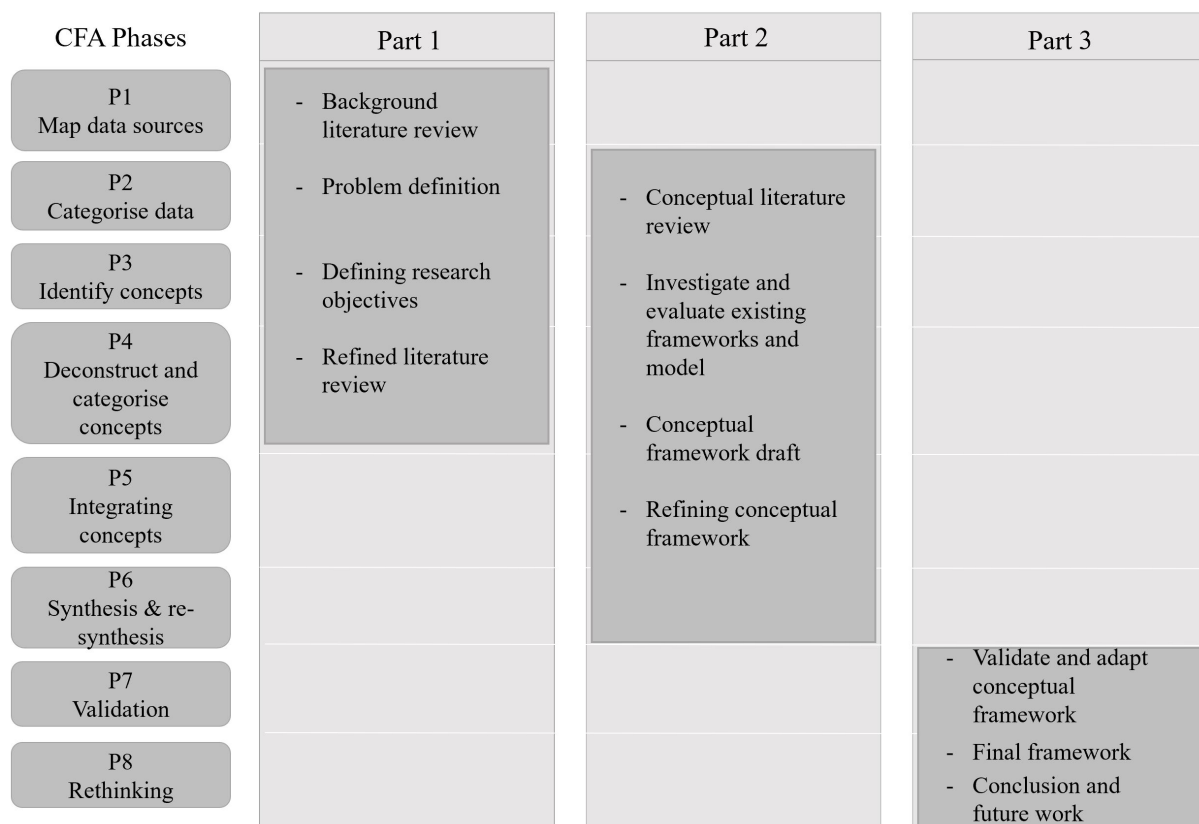 CFA Phases
Part 1
Part 2
Part 3
P1
Map data sources
P2
Categorise data
P3
Identify concepts
P4
Deconstruct and
categorise
concepts
P5
Integrating
concepts
P6
Synthesis & re-
synthesis
P7
Validation
P8
Rethinking
- Background
literature review
- Problem definition
- Defining research
objectives
- Refined literature
review
- Conceptual literature
review
- Investigate and
evaluate existing
frameworks and
model
- Conceptual
framework draft
- Refining conceptual
framework
- Validate and adapt
conceptual
framework
- Final framework
- Conclusion and
future work